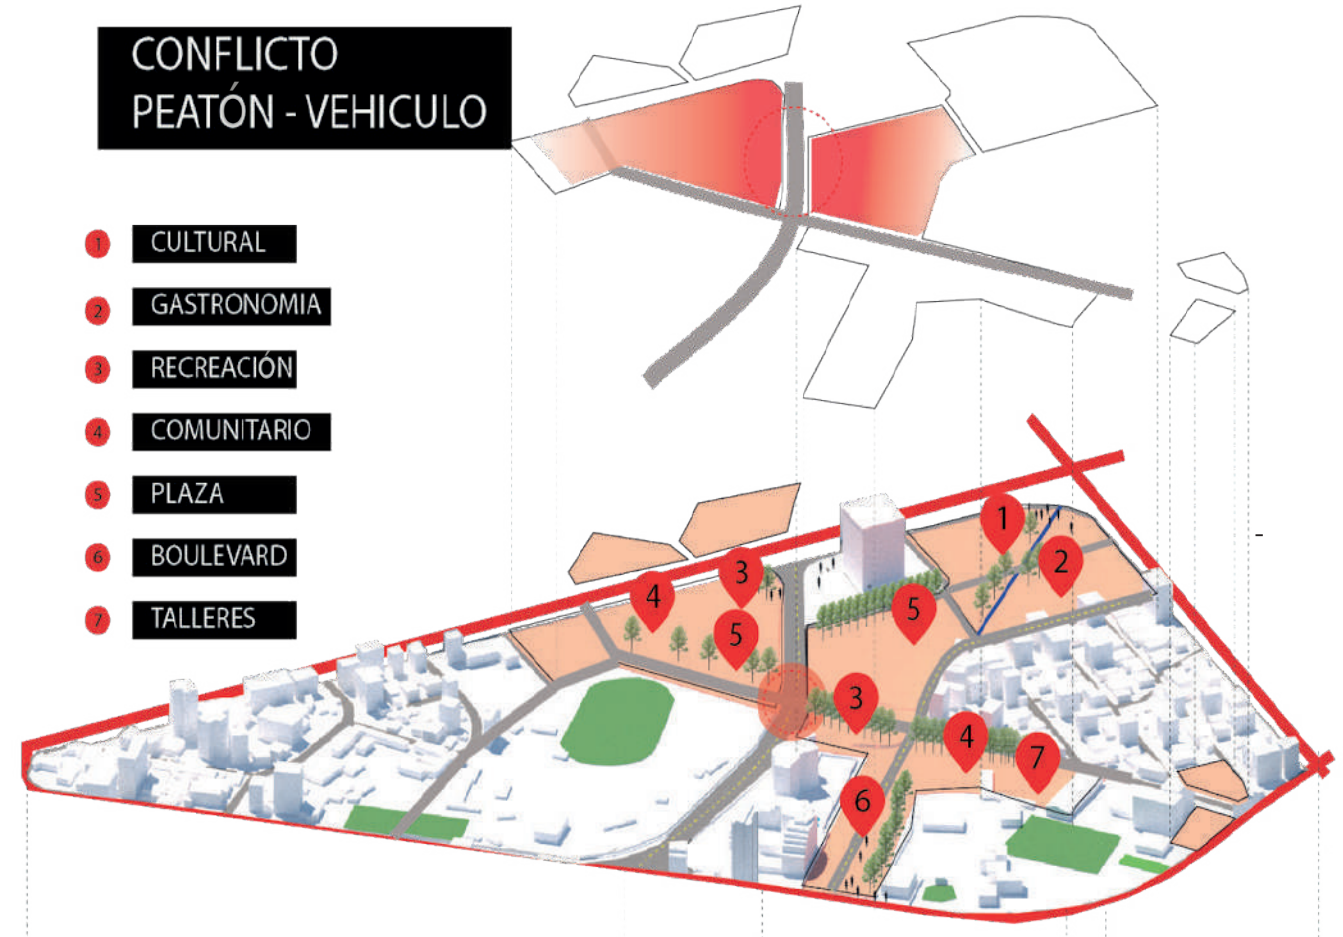 CONFLICTO
PEATÓN - VEHICULO
1 CULTURAL
2 GASTRONOMIA
3 RECREACIÓN
4 COMUNITARIO
5 PLAZA
6 BOULEVARD
7 TALLERES
1
2
3
4
5
5
3
4
7
6